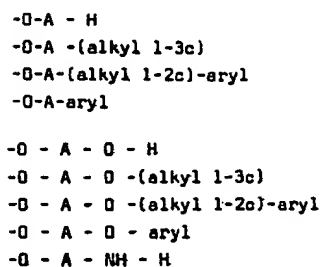 -O-A - H
-O-A -(alkyl 1-3c)
-O-A-(alkyl 1-2c)-aryl
-O-A-aryl
-O - A - O - H
-O - A - O -(alkyl 1-3c)
-O - A - O -(alkyl 1-2c)-aryl
-O - A - O - aryl
-O - A - NH - H